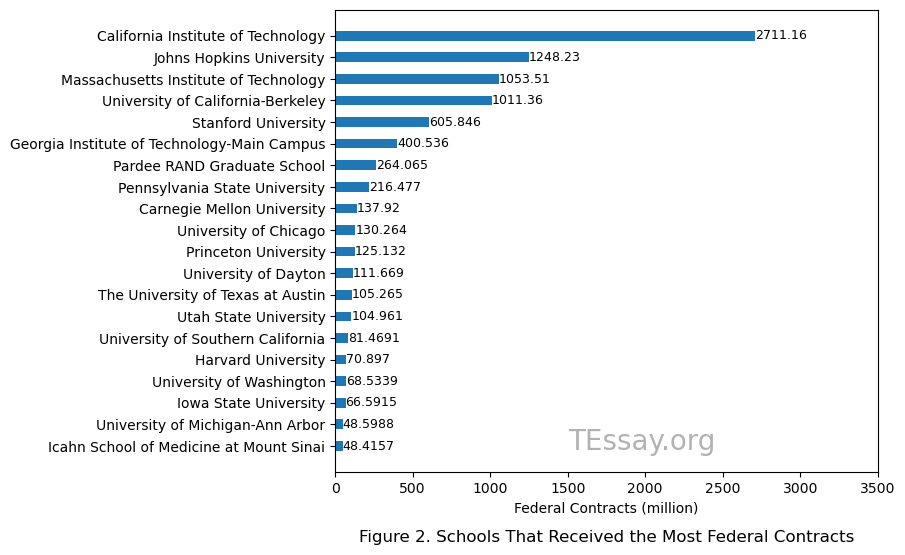 California Institute of Technology 2711.16
Johns Hopkins University 1248.23
Massachusetts Institute of Technology 1053.51
University of California-Berkeley 1011.36
Stanford University 605.846
Georgia Institute of Technology-Main Campus 400.536
Pardee RAND Graduate School 264.065
Pennsylvania State University 216.477
Carnegie Mellon University 137.92
University of Chicago 130.264
Princeton University 125.132
University of Dayton 111.669
The University of Texas at Austin 105.265
Utah State University 104.961
University of Southern California 81.4691
Harvard University 70.897
University of Washington 68.5339
Iowa State University 66.5915
University of Michigan-Ann Arbor 48.5988
Icahn School of Medicine at Mount Sinai 48.4157
TEssay.org
0 500 1000 1500 2000 2500 3000 3500
Federal Contracts (million)
Figure 2. Schools That Received the Most Federal Contracts